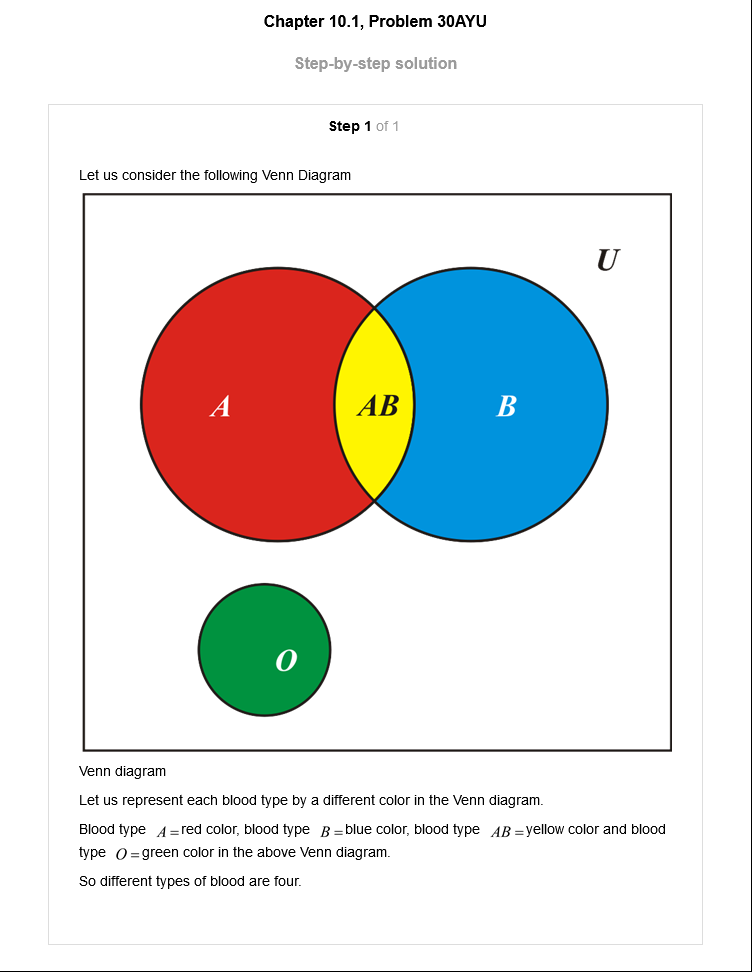 Chapter 10.1, Problem 30AYU
Step-by-step solution
Step 1 of 1
Let us consider the following Venn Diagram
U
A
AB
B
O
Venn diagram
Let us represent each blood type by a different color in the Venn diagram.
Blood type A = red color, blood type B = blue color, blood type AB = yellow color and blood
type O = green color in the above Venn diagram.
So different types of blood are four.